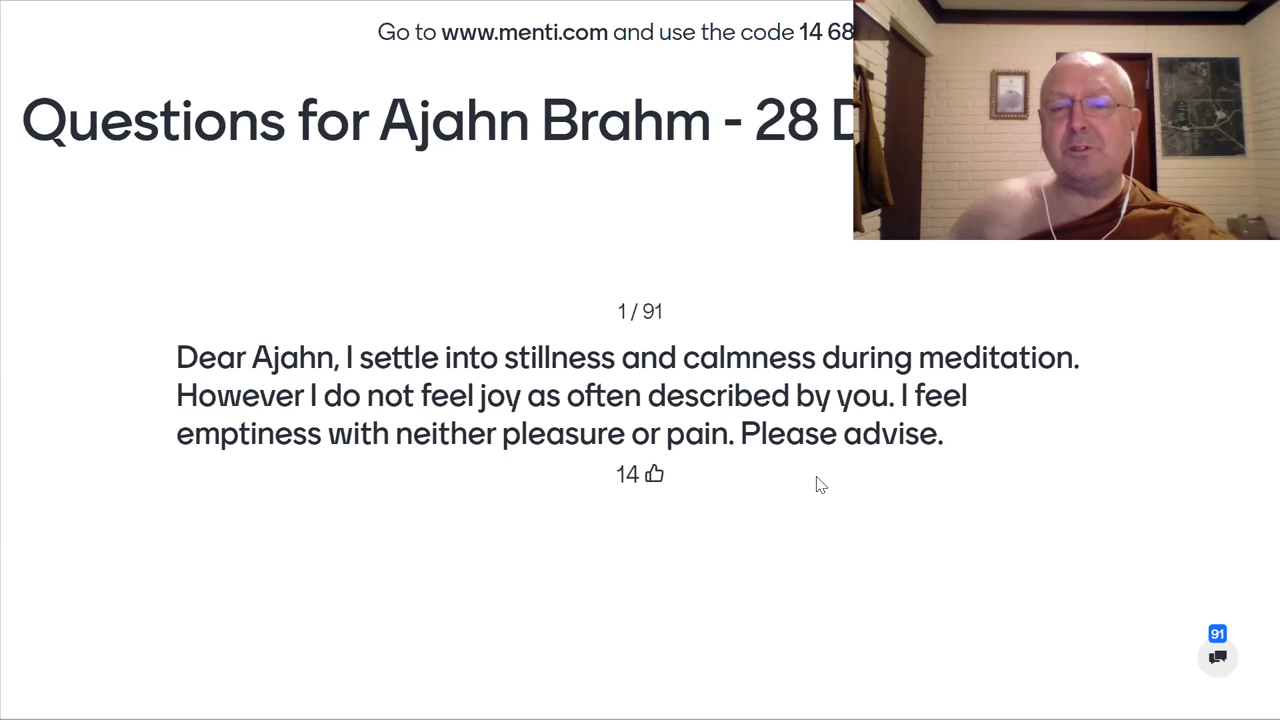 Go to www.menti.com and use the code 14 68
Questions for Ajahn Brahm - 28 D
1 / 91
Dear Ajahn, I settle into stillness and calmness during meditation.
However I do not feel joy as often described by you. I feel
emptiness with neither pleasure or pain. Please advise.
14
91